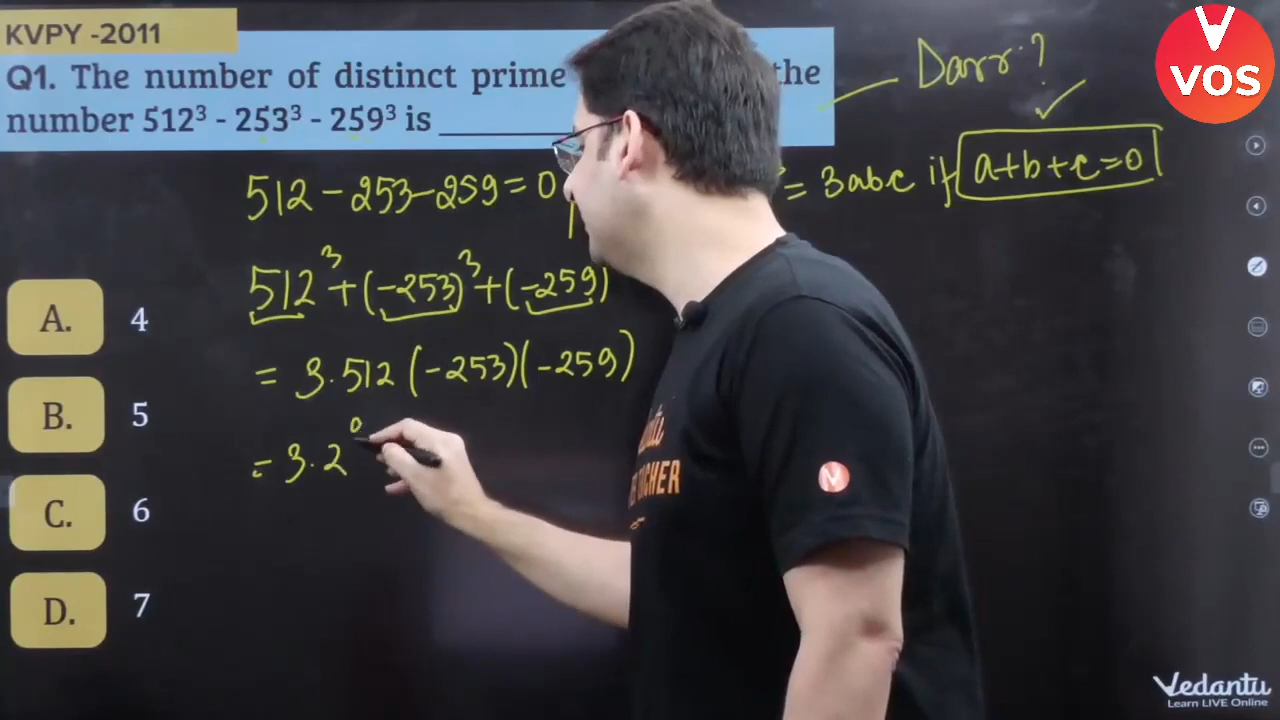 KVPY -2011
Q1. The number of distinct prime the
number 512³ - 253³ - 259³ is ______
Darr?
V
VOS
512 - 253 - 259 = 0
= 3abc if a+b+c=0
512³ + (-253)³ + (-259)
= 3.512 (-253)(-259)
= 3.2
A. 4
B. 5
C. 6
D. 7
Vedantu
Learn LIVE Online